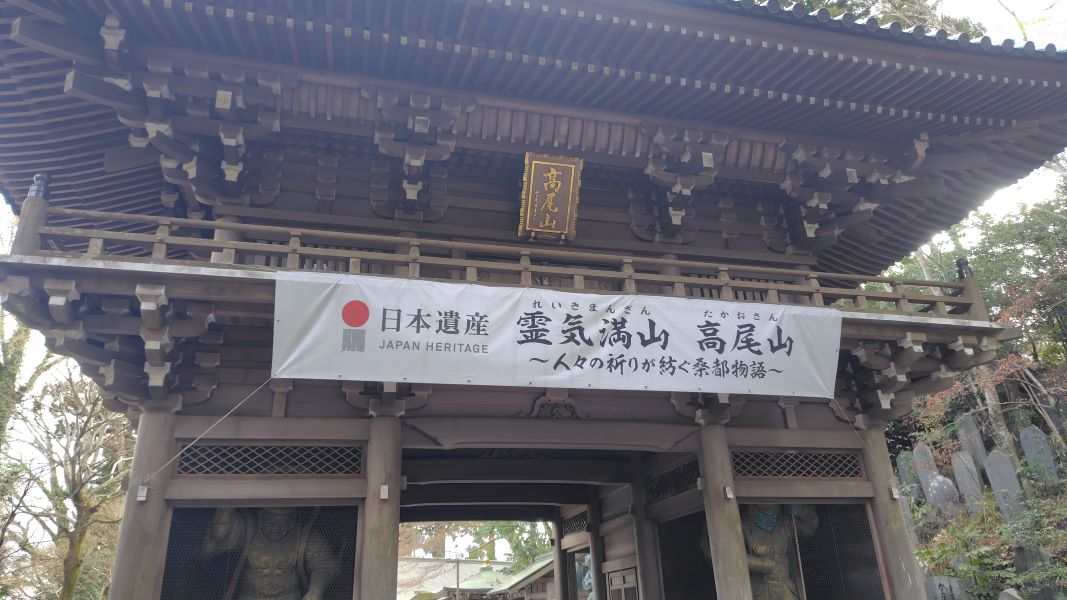 高尾山
日本遺産
JAPAN HERITAGE
れいきまんさん たかおさん
霊気満山 高尾山
～人々の祈りが紡ぐ桑都物語～